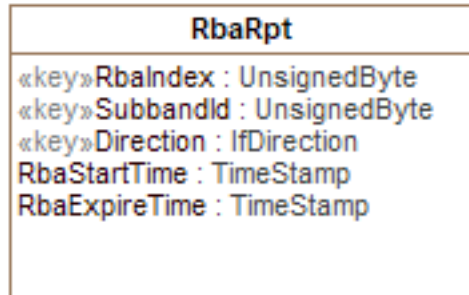 RbaRpt
«key»RbaIndex : UnsignedByte
«key»SubbandId : UnsignedByte
«key»Direction : IfDirection
RbaStartTime : TimeStamp
RbaExpireTime : TimeStamp